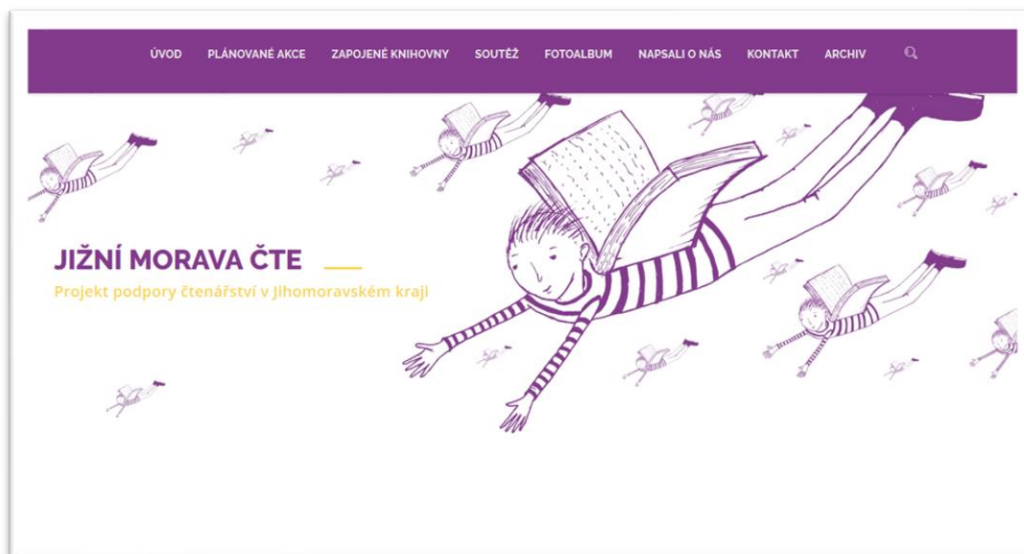 ÚVOD PLÁNOVANÉ AKCE ZAPOJENÉ KNIHOVNY SOUTĚŽ FOTOALBUM NAPSALI O NÁS KONTAKT ARCHIV
JIŽNÍ MORAVA ČTE
Projekt podpory čtenářství v Jihomoravském kraji